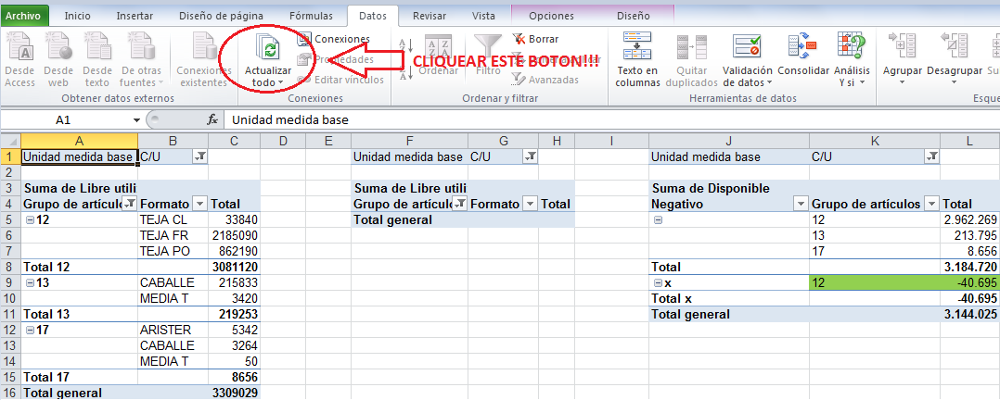 Archivo Inicio Insertar Diseño de página Fórmulas Datos Revisar Vista Opciones Diseño
Desde Access
Desde web
Desde texto
De otras fuentes
Conexiones existentes
Obtener datos externos
Actualizar todo
Conexiones
Propiedades
Editar vínculos
Conexiones
CLIQUEAR ESTE BOTON!!!
Ordenar
Filtro
Borrar
Avanzadas
Ordenar y filtrar
Texto en columnas
Quitar duplicados
Validación de datos
Consolidar
Análisis Y si
Herramientas de datos
Agrupar
Desagrupar
Esque
A1 fx Unidad medida base
A B C D E F G H I J K L
1 Unidad medida base C/U Unidad medida base C/U Unidad medida base C/U
2
3 Suma de Libre utili Suma de Libre utili Suma de Disponible
4 Grupo de artículo Formato Total Grupo de artículo Formato Total Negativo Grupo de artículos Total
5 12 TEJA CL 33840 Total general 12 2.962.269
6 TEJA FR 2185090 13 213.795
7 TEJA PO 862190 17 8.656
8 Total 12 3081120 Total 3.184.720
9 13 CABALLE 215833 x 12 -40.695
10 MEDIA T 3420 Total x -40.695
11 Total 13 219253 Total general 3.144.025
12 17 ARISTER 5342
13 CABALLE 3264
14 MEDIA T 50
15 Total 17 8656
16 Total general 3309029